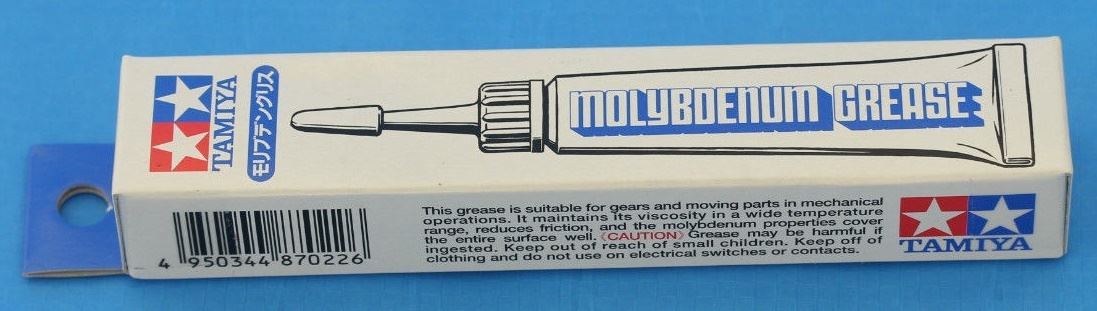 TAMIYA
モリブデングリス
MOLYBDENUM GREASE
This grease is suitable for gears and moving parts in mechanical
operations. It maintains its viscosity in a wide temperature
range, reduces friction, and the molybdenum properties cover
the entire surface well. 〈CAUTION〉 Grease may be harmful if
ingested. Keep out of reach of small children. Keep off of
clothing and do not use on electrical switches or contacts.
4 950344 870226
TAMIYA